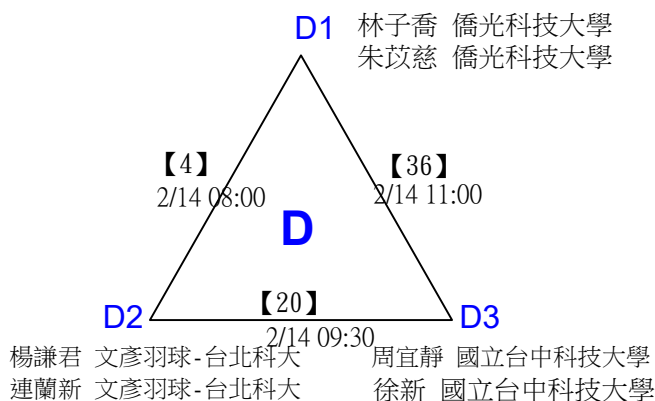 D1 林子喬 僑光科技大學
朱苡慈 僑光科技大學
【4】 【36】
2/14 08:00 2/14 11:00
D
【20】
D2 D3
2/14 09:30
楊謙君 文彥羽球-台北科大 周宜靜 國立台中科技大學
連蘭新 文彥羽球-台北科大 徐新 國立台中科技大學